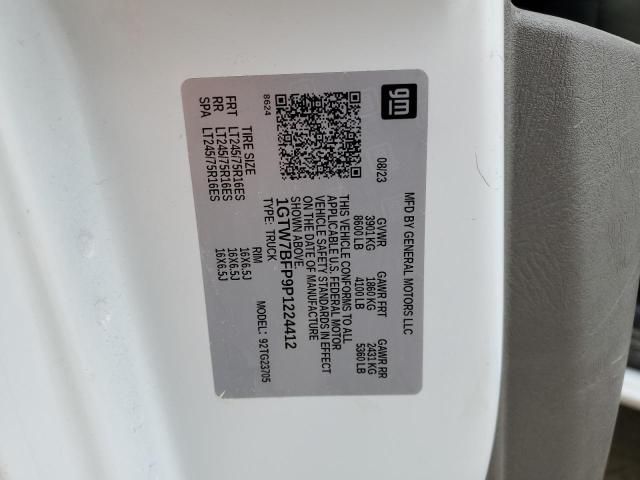 gm
MFD BY GENERAL MOTORS LLC
08/23 GVWR GAWR FRT GAWR RR
3901 KG 1860 KG 2431 KG
8600 LB 4100 LB 5360 LB
THIS VEHICLE CONFORMS TO ALL
APPLICABLE U.S. FEDERAL MOTOR
VEHICLE SAFETY STANDARDS IN EFFECT
ON THE DATE OF MANUFACTURE
SHOWN ABOVE.
1GTW7BFP9P1224412
TYPE: TRUCK MODEL: 92TG23705
8624
TIRE SIZE RIM
FRT LT245/75R16ES 16X6.5J
RR LT245/75R16ES 16X6.5J
SPA LT245/75R16ES 16X6.5J